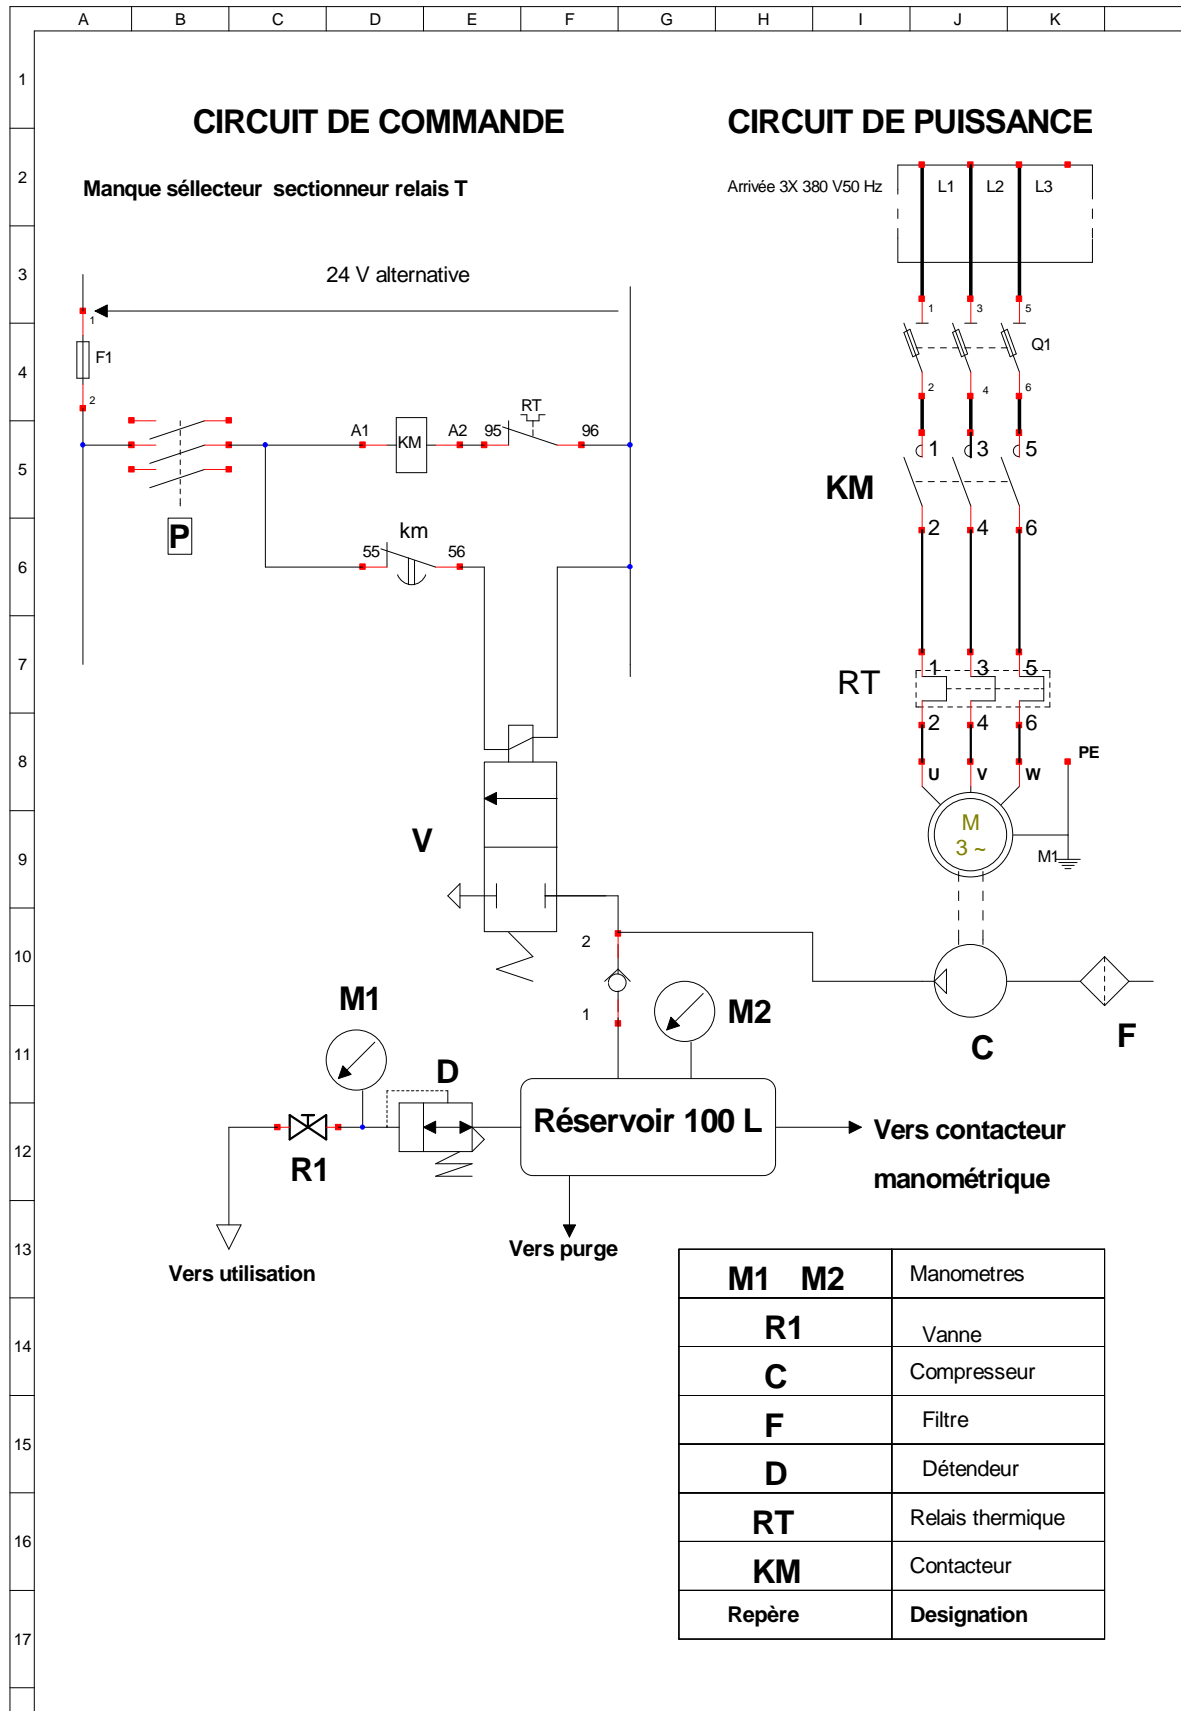 A B C D E F G H I J K
1
CIRCUIT DE COMMANDE CIRCUIT DE PUISSANCE
2
Manque séllecteur sectionneur relais T
Arrivée 3X 380 V50 Hz L1 L2 L3
3
24 V alternative
1
1 3 5
F1
Q1
4
2
2 4 6
RT
A1 KM A2 95 96
1 3 5
5
KM
P
2 4 6
km
55 56
6
7
RT
1 3 5
2 4 6
8
PE
U V W
V
M
3 ~
M1
9
2
10
M1
1
M2
C
F
11
D
Réservoir 100 L
Vers contacteur
manométrique
12
R1
13
Vers purge
Vers utilisation
M1 M2 Manometres
14
R1 Vanne
C Compresseur
15
F Filtre
D Détendeur
16
RT Relais thermique
KM Contacteur
17
Repère Designation